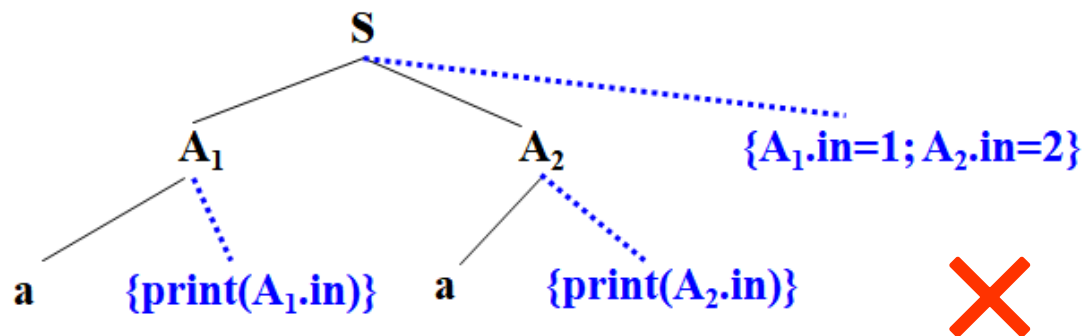 S
A₁ A₂ {A₁.in=1; A₂.in=2}
a {print(A₁.in)} a {print(A₂.in)}